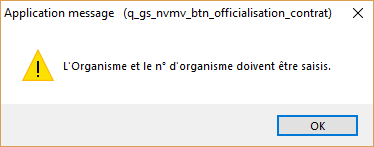 Application message (q_gs_nvmv_btn_officialisation_contrat)
L'Organisme et le n° d'organisme doivent être saisis.
OK